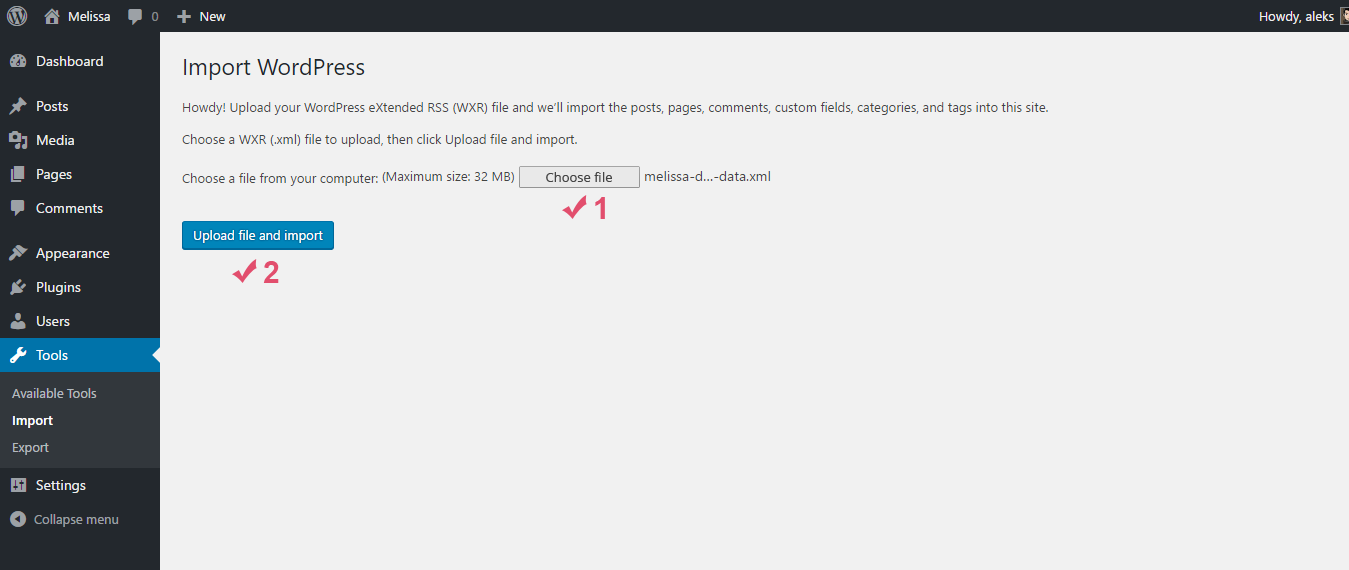 Melissa 0 New Howdy, aleks
Dashboard
Posts
Media
Pages
Comments
Appearance
Plugins
Users
Tools
Available Tools
Import
Export
Settings
Collapse menu
Import WordPress
Howdy! Upload your WordPress eXtended RSS (WXR) file and we’ll import the posts, pages, comments, custom fields, categories, and tags into this site.
Choose a WXR (.xml) file to upload, then click Upload file and import.
Choose a file from your computer: (Maximum size: 32 MB) Choose file melissa-d...-data.xml
1
Upload file and import
2